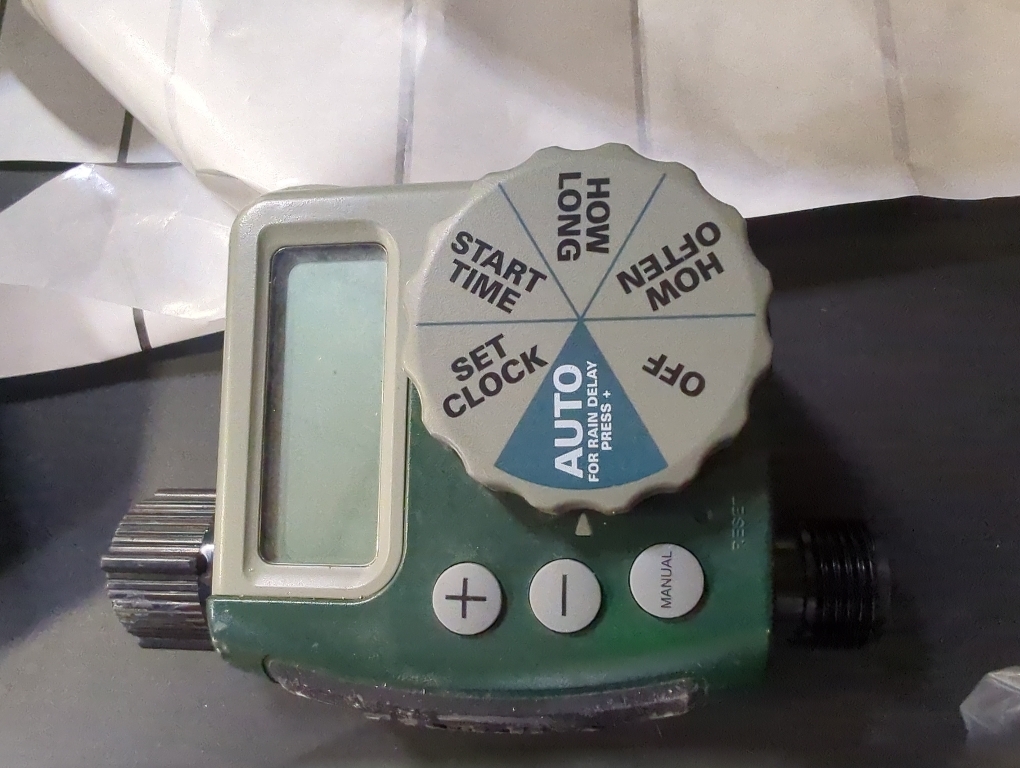 START
TIME
HOW
LONG
HOW
OFTEN
OFF
AUTO
FOR RAIN DELAY
PRESS +
SET
CLOCK
+
−
MANUAL
RESET